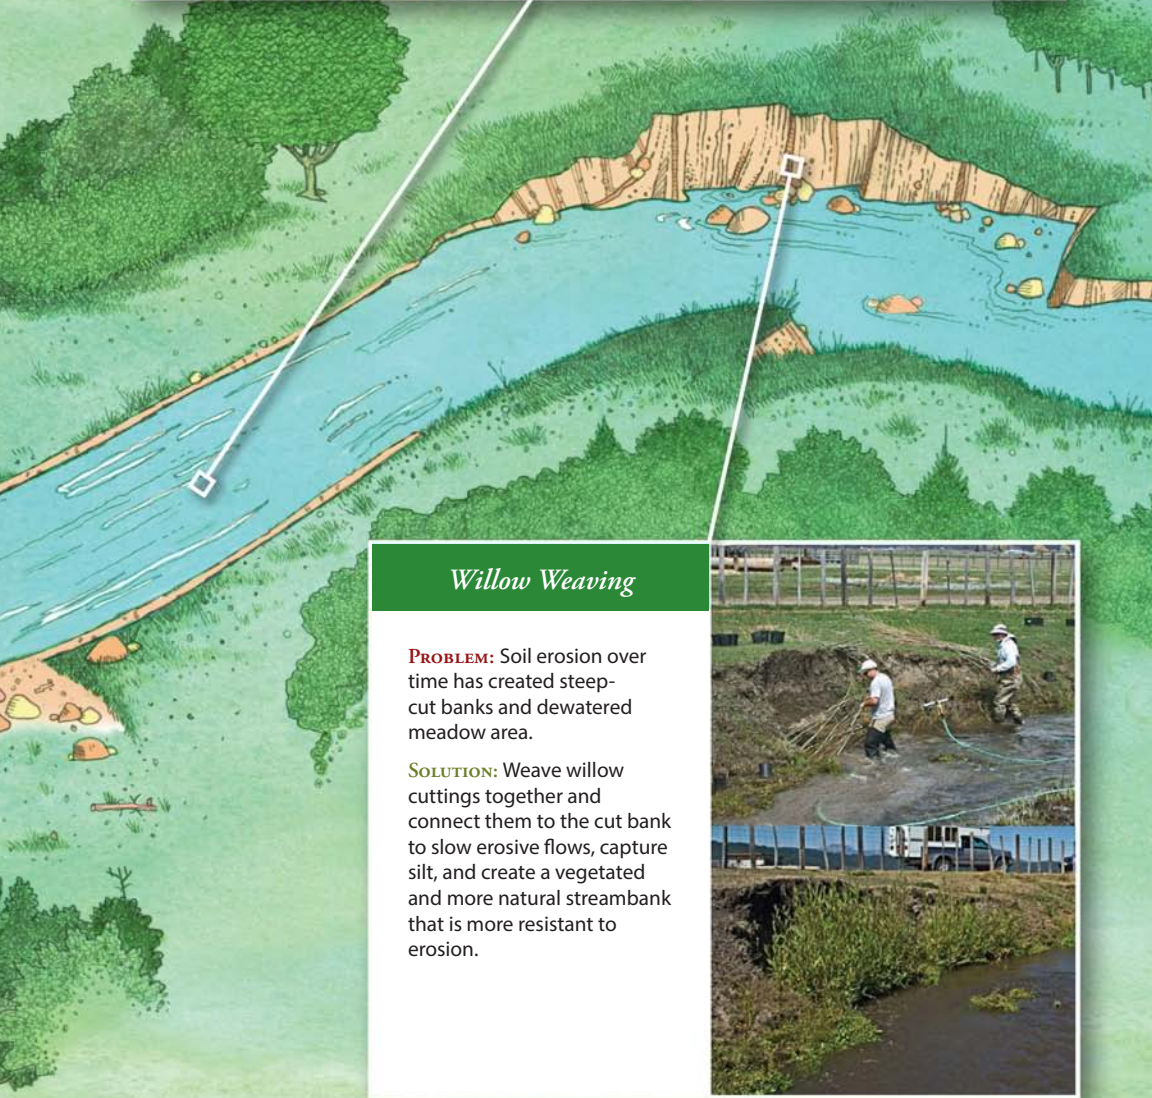 Willow Weaving
PROBLEM: Soil erosion over
time has created steep-
cut banks and dewatered
meadow area.
SOLUTION: Weave willow
cuttings together and
connect them to the cut bank
to slow erosive flows, capture
silt, and create a vegetated
and more natural streambank
that is more resistant to
erosion.